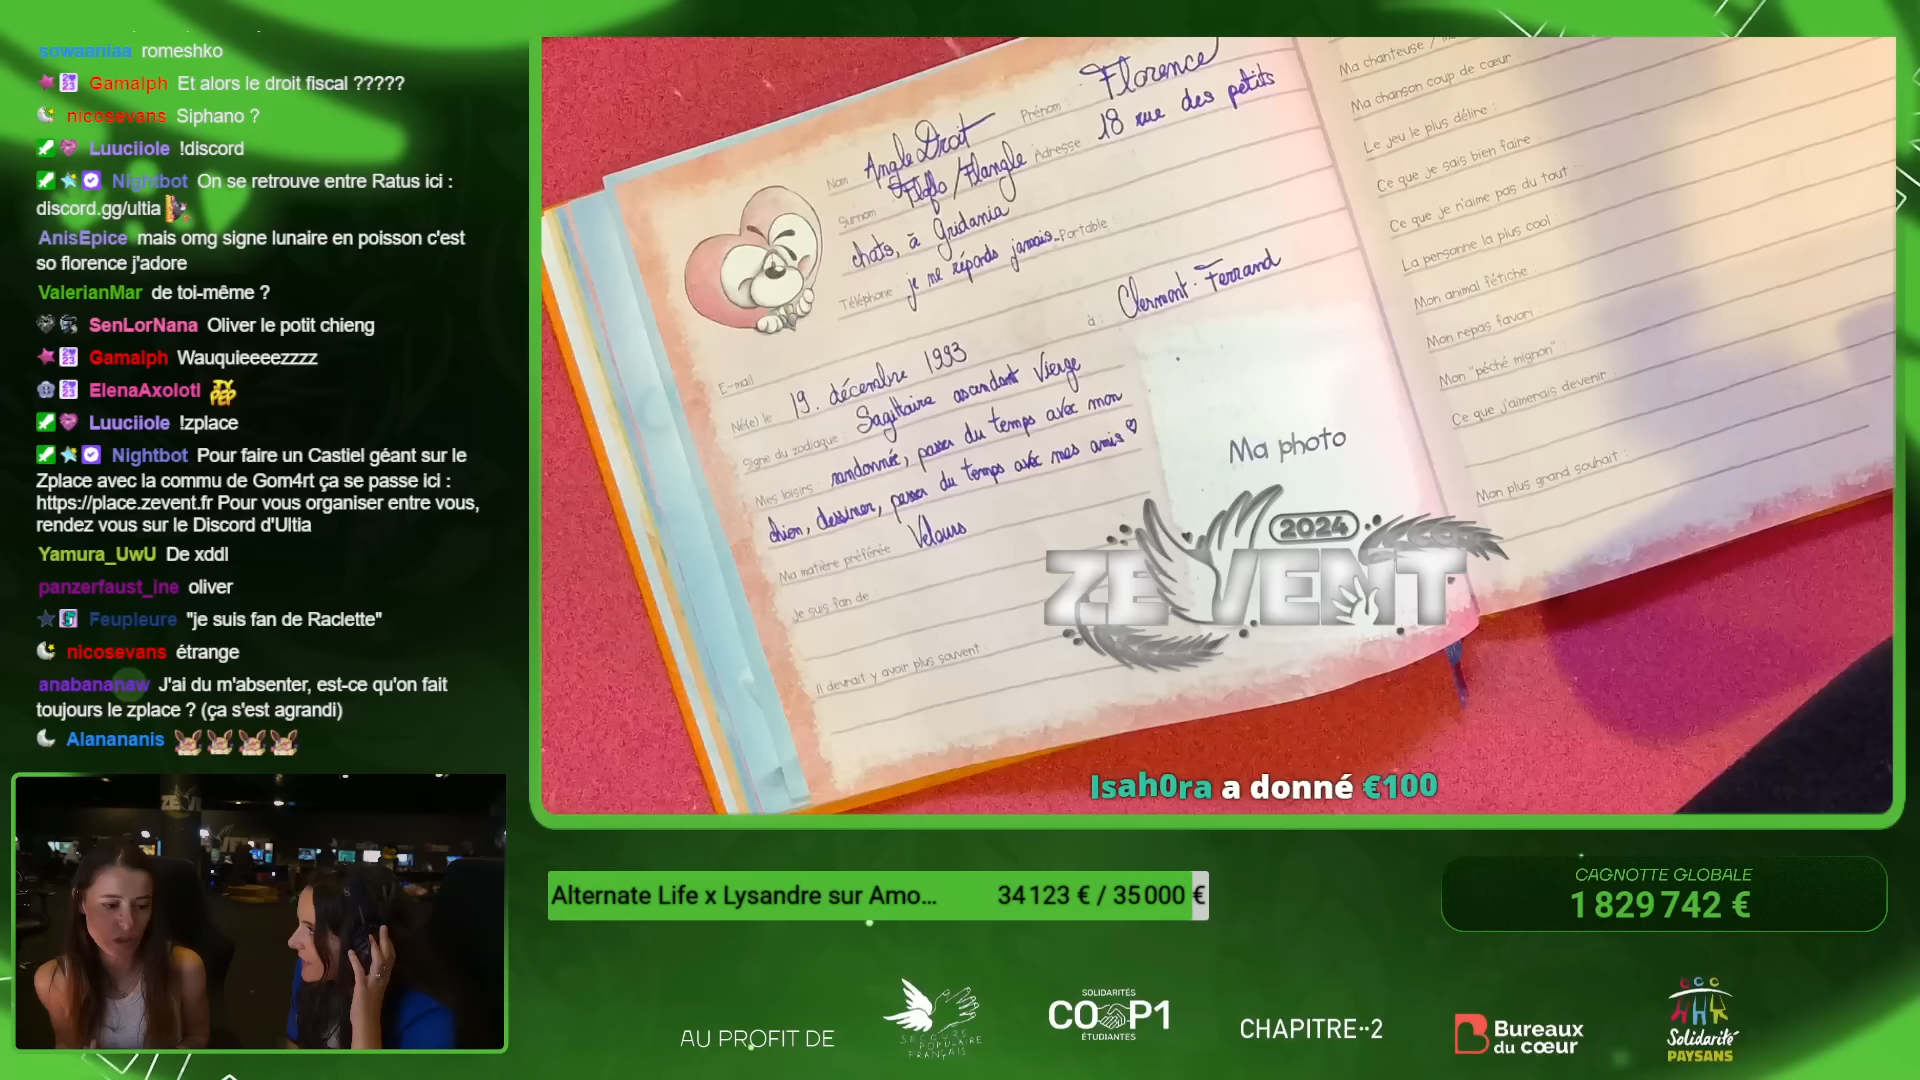 sowaaniaa romeshko
Gamalph Et alors le droit fiscal ?????
nicosevans Siphano ?
Luuciiole !discord
Nightbot On se retrouve entre Ratus ici :
discord.gg/ultia
AnisEpice mais omg signe lunaire en poisson c'est
so florence j'adore
ValerianMar de toi-même ?
SenLorNana Oliver le potit chieng
Gamalph Wauquieeeezzzz
ElenaAxolotl
Luuciiole !zplace
Nightbot Pour faire un Castiel géant sur le
Zplace avec la commu de Gom4rt ça se passe ici :
https://place.zevent.fr Pour vous organiser entre vous,
rendez vous sur le Discord d'Ultia
Yamura_UwU De xddl
panzerfaust_ine oliver
Feupleure "je suis fan de Raclette"
nicosevans étrange
anabananaw J'ai du m'absenter, est-ce qu'on fait
toujours le zplace ? (ça s'est agrandi)
Alanananis
Nom Angle Droit Prénom : Florence
Surnom Floflo / Flangle Adresse : 18 rue des petits
chats, à Gridania
Téléphone : je ne réponds jamais.. Portable :
E-mail
Né(e) le 19. décembre 1993 à : Clermont-Ferrand
Signe du zodiaque : Sagittaire ascendant Vierge
Mes loisirs : randonnée, passer du temps avec mon
chien, dessiner, passer du temps avec mes amis ♡
Ma matière préférée Velours
Je suis fan de
Il devrait y avoir plus souvent
Ma photo
Ma chanteuse /
Ma chanson coup de cœur :
Le jeu le plus délire :
Ce que je sais bien faire
Ce que je n'aime pas du tout
La personne la plus cool
Mon animal fétiche
Mon repas favori :
Mon "péché mignon" :
Ce que j'aimerais devenir :
Mon plus grand souhait :
2024
ZEVENT
Isah0ra a donné €100
Alternate Life x Lysandre sur Amo... 34 123 € / 35 000 €
CAGNOTTE GLOBALE
1 829 742 €
AU PROFIT DE
SECOURS
POPULAIRE
FRANÇAIS
SOLIDARITÉS
COOP1
ÉTUDIANTES
CHAPITRE··2
Bureaux
du cœur
Solidarité
PAYSANS